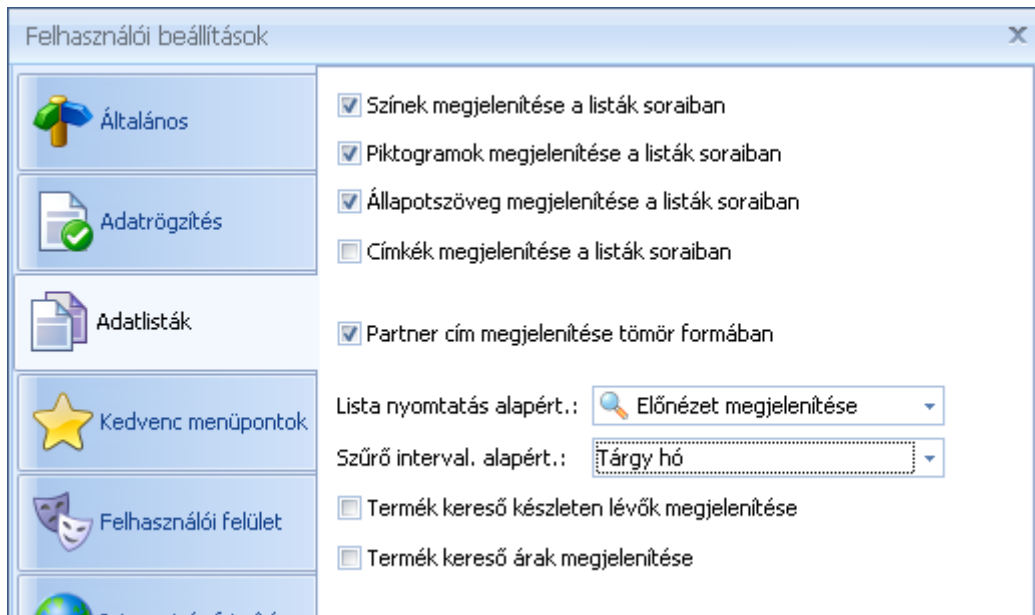 Felhasználói beállítások
Általános
Adatrögzítés
Adatlisták
Kedvenc menüpontok
Felhasználói felület
Színek megjelenítése a listák soraiban
Piktogramok megjelenítése a listák soraiban
Állapotszöveg megjelenítése a listák soraiban
Címkék megjelenítése a listák soraiban
Partner cím megjelenítése tömör formában
Lista nyomtatás alapért.: Előnézet megjelenítése
Szűrő interval. alapért.: Tárgy hó
Termék kereső készleten lévők megjelenítése
Termék kereső árak megjelenítése